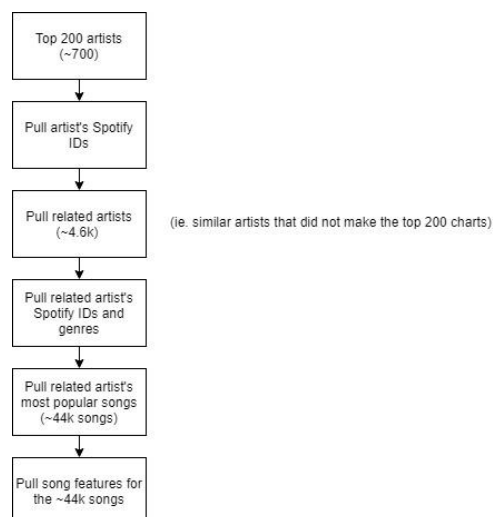 Top 200 artists
(~700)
Pull artist's Spotify
IDs
Pull related artists
(~4.6k)
(ie. similar artists that did not make the top 200 charts)
Pull related artist's
Spotify IDs and
genres
Pull related artist's
most popular songs
(~44k songs)
Pull song features for
the ~44k songs